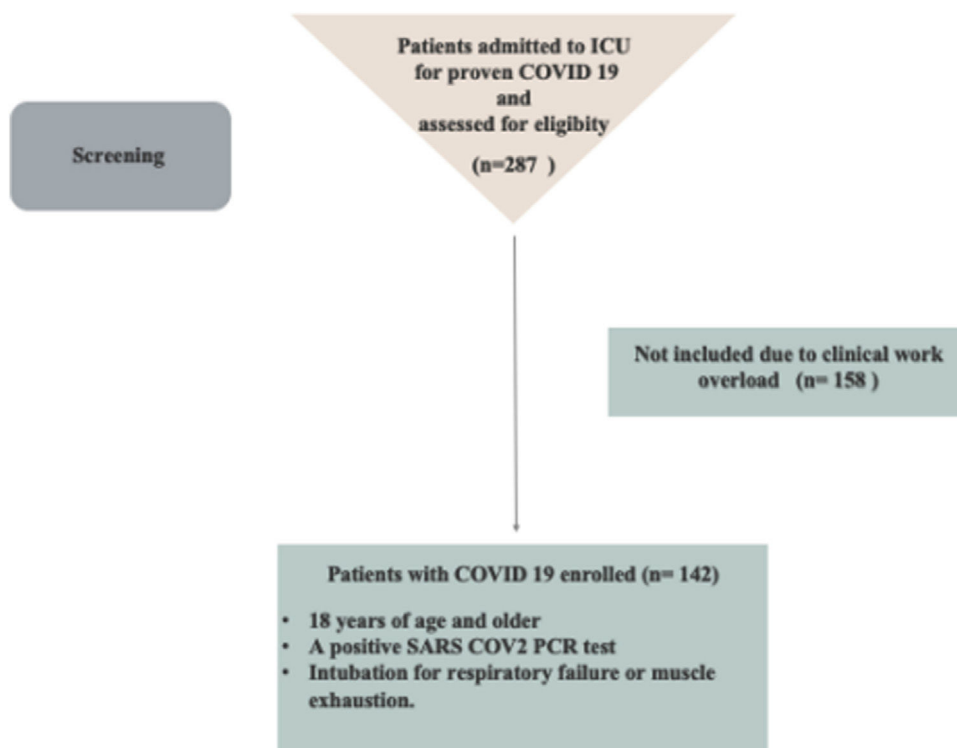 Patients admitted to ICU
for proven COVID 19
and
assessed for eligibity
(n=287 )
Screening
Not included due to clinical work
overload (n= 158 )
Patients with COVID 19 enrolled (n= 142)
• 18 years of age and older
• A positive SARS COV2 PCR test
• Intubation for respiratory failure or muscle
exhaustion.